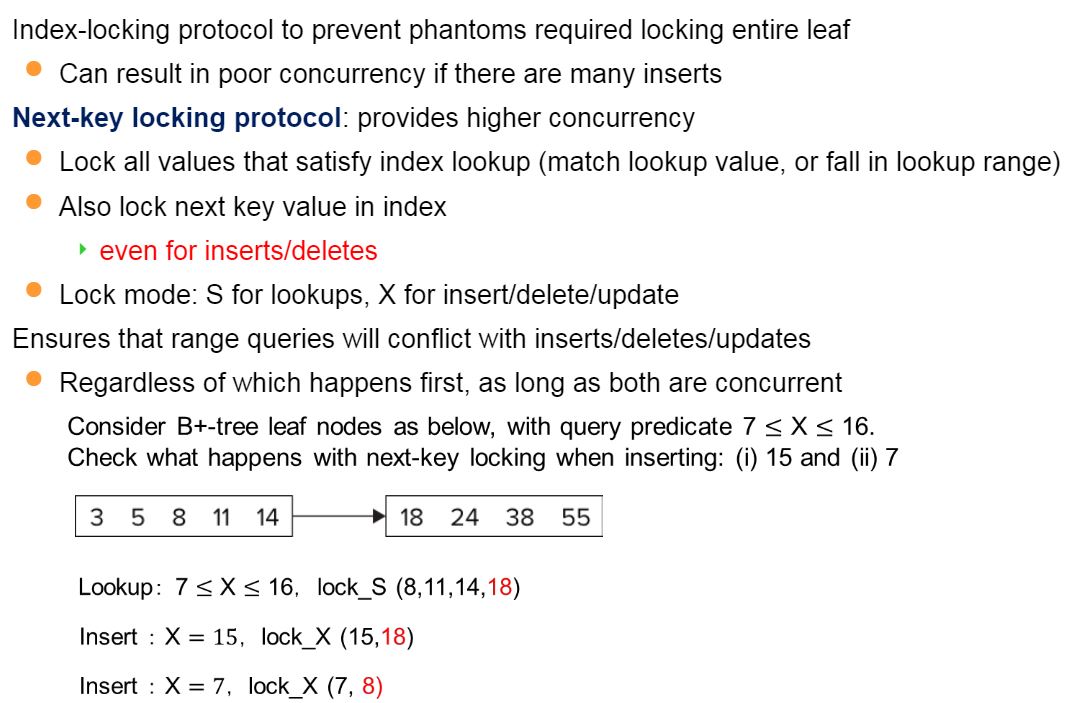 Index-locking protocol to prevent phantoms required locking entire leaf
Can result in poor concurrency if there are many inserts
Next-key locking protocol: provides higher concurrency
Lock all values that satisfy index lookup (match lookup value, or fall in lookup range)
Also lock next key value in index
even for inserts/deletes
Lock mode: S for lookups, X for insert/delete/update
Ensures that range queries will conflict with inserts/deletes/updates
Regardless of which happens first, as long as both are concurrent
Consider B+-tree leaf nodes as below, with query predicate 7 ≤ X ≤ 16.
Check what happens with next-key locking when inserting: (i) 15 and (ii) 7
3 5 8 11 14 18 24 38 55
Lookup: 7 ≤ X ≤ 16, lock_S (8,11,14,18)
Insert : X = 15, lock_X (15,18)
Insert : X = 7, lock_X (7, 8)